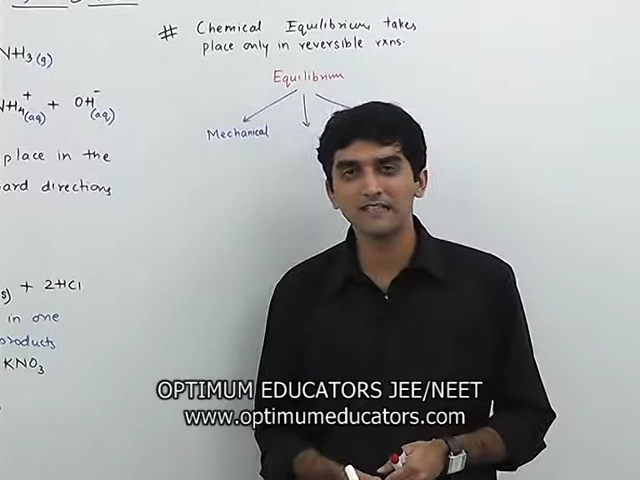 # Chemical Equilibrium takes
place only in reversible rxns.
Equilibrium
Mechanical
NH3(g)
NH4+(aq) + OH-(aq)
place in the
ard directions
s) + 2HCl
in one
products
KNO3
OPTIMUM EDUCATORS JEE/NEET
www.optimumeducators.com